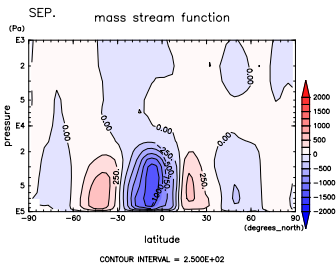 SEP.
mass stream function
(Pa)
E3
2
5
E4
2
5
E5
pressure
0.00
0.00
0.00
0.00
250.
250.
-250.
-90 -60 -30 0 30 60 90
(degrees_north)
latitude
2000
1500
1000
500
250
0
-250
-500
-1000
-1500
-2000
CONTOUR INTERVAL = 2.500E+02